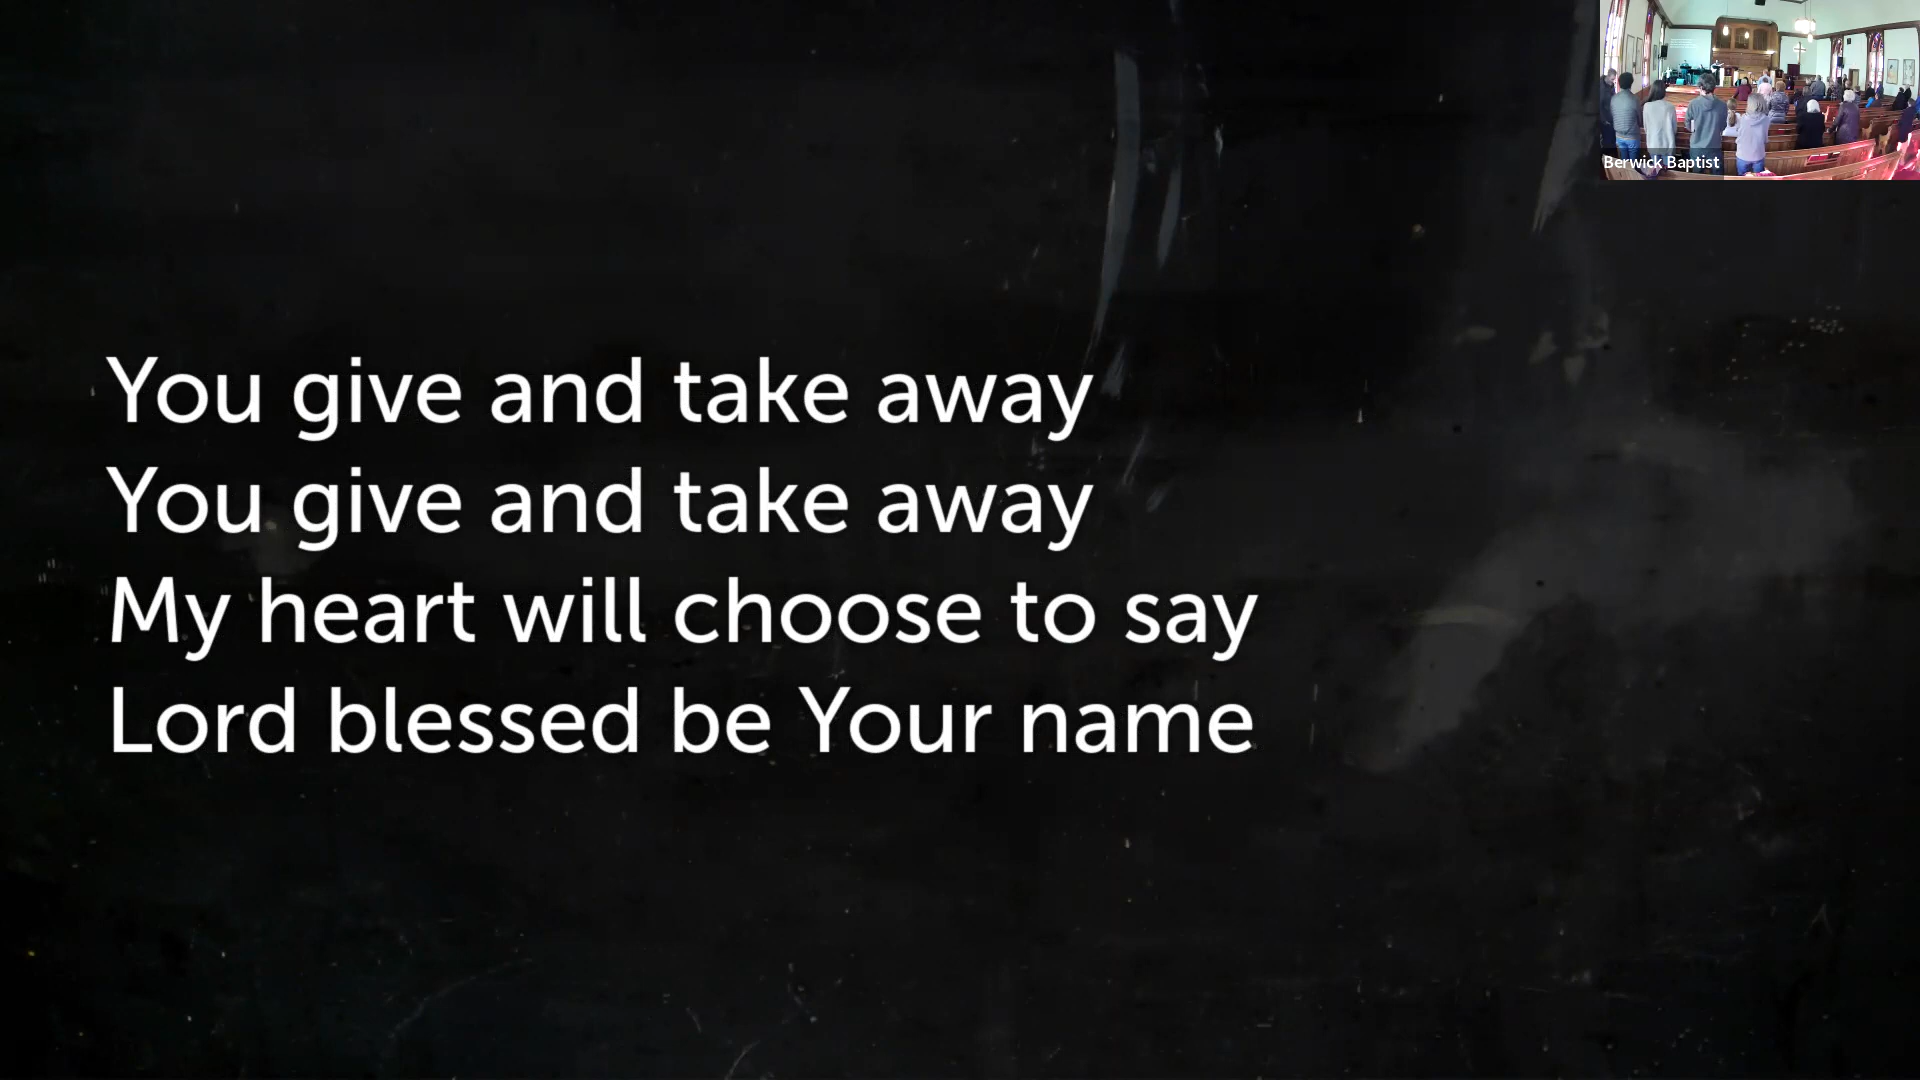 You give and take away
You give and take away
My heart will choose to say
Lord blessed be Your name
Berwick Baptist